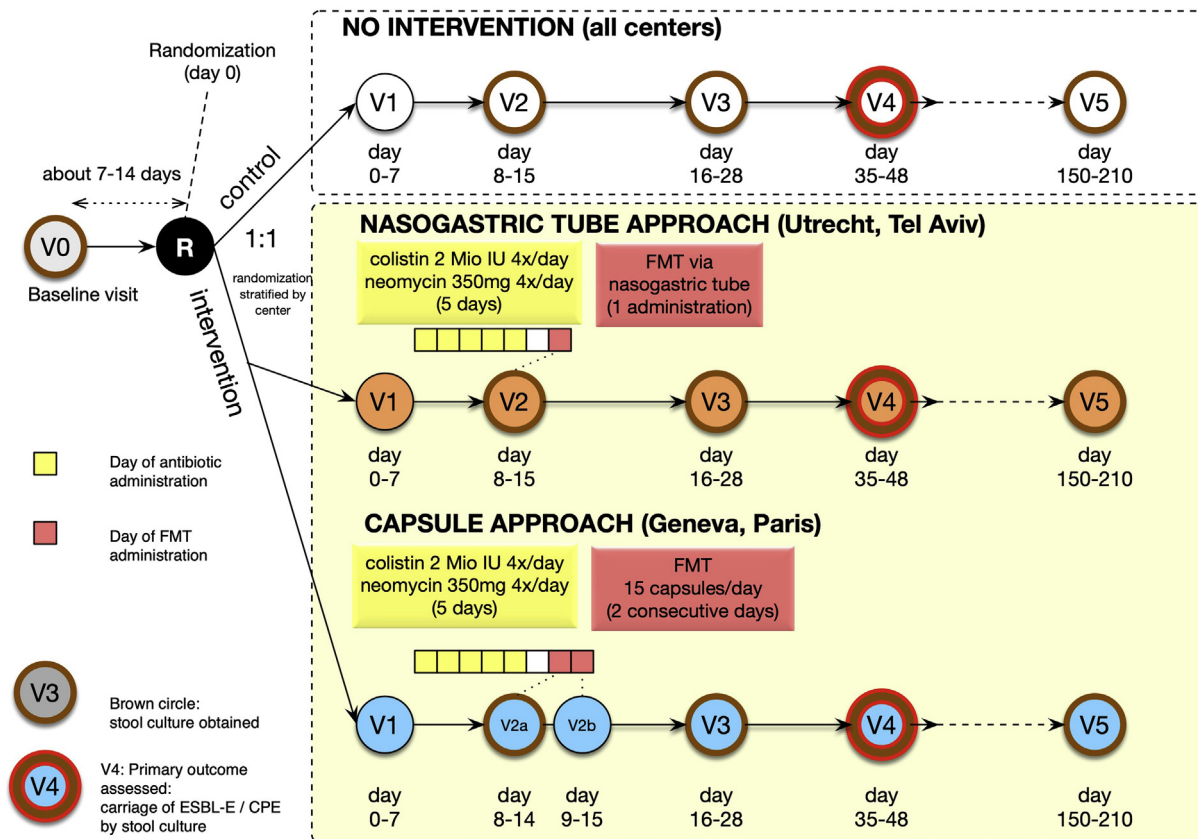 NO INTERVENTION (all centers)
Randomization
(day 0)
V1
V2
V3
V4
V5
day
0-7
day
8-15
day
16-28
day
35-48
day
150-210
about 7-14 days
V0
R
Baseline visit
control
1:1
randomization
stratified by
center
intervention
NASOGASTRIC TUBE APPROACH (Utrecht, Tel Aviv)
colistin 2 Mio IU 4x/day
neomycin 350mg 4x/day
(5 days)
FMT via
nasogastric tube
(1 administration)
V1
V2
V3
V4
V5
day
0-7
day
8-15
day
16-28
day
35-48
day
150-210
Day of antibiotic
administration
Day of FMT
administration
CAPSULE APPROACH (Geneva, Paris)
colistin 2 Mio IU 4x/day
neomycin 350mg 4x/day
(5 days)
FMT
15 capsules/day
(2 consecutive days)
V1
V2a
V2b
V3
V4
V5
day
0-7
day
8-14
day
9-15
day
16-28
day
35-48
day
150-210
V3
Brown circle:
stool culture obtained
V4
V4: Primary outcome
assessed:
carriage of ESBL-E / CPE
by stool culture